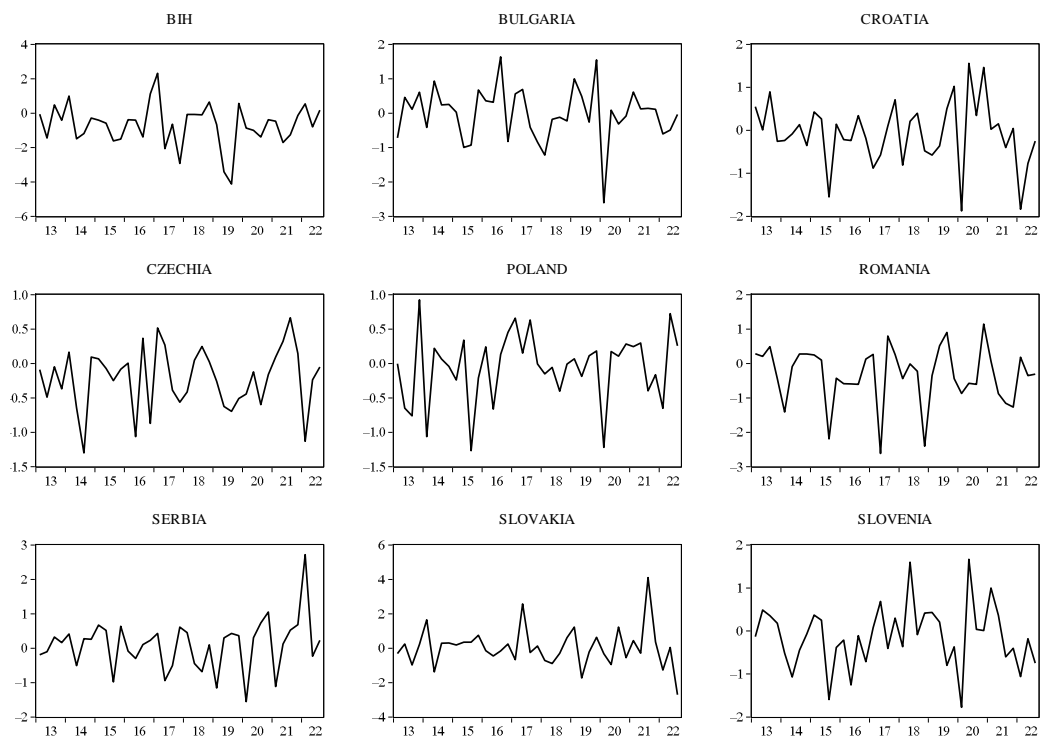 BIH BULGARIA CROATIA
4 2 2
2 1 1
0 0 0
–2 –1 –1
–4 –2 –2
–6 –3
13 14 15 16 17 18 19 20 21 22 13 14 15 16 17 18 19 20 21 22 13 14 15 16 17 18 19 20 21 22
CZECHIA POLAND ROMANIA
1.0 1.0 2
0.5 0.5 1
0.0 0.0 0
–0.5 –0.5 –1
–1.0 –1.0 –2
–1.5 –1.5 –3
13 14 15 16 17 18 19 20 21 22 13 14 15 16 17 18 19 20 21 22 13 14 15 16 17 18 19 20 21 22
SERBIA SLOVAKIA SLOVENIA
3 6 2
2 4 1
1 2 0
0 0 –1
–1 –2 –2
–2 –4
13 14 15 16 17 18 19 20 21 22 13 14 15 16 17 18 19 20 21 22 13 14 15 16 17 18 19 20 21 22